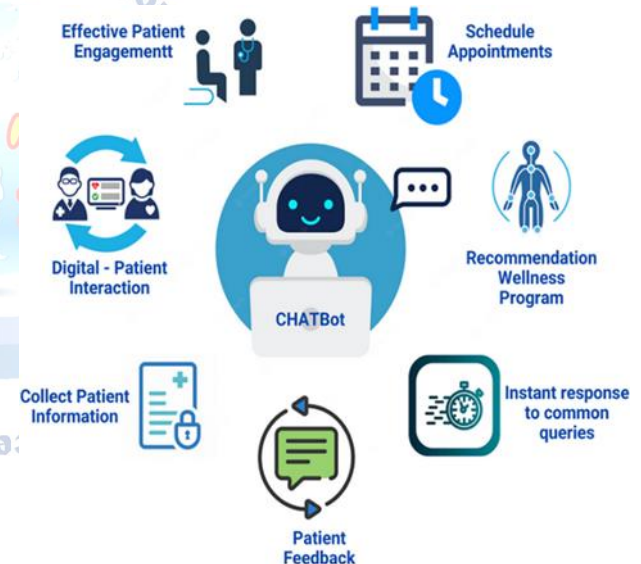 Effective Patient
Engagementt
Schedule
Appointments
Digital - Patient
Interaction
Recommendation
Wellness
Program
CHATBot
Collect Patient
Information
Instant response
to common
queries
Patient
Feedback